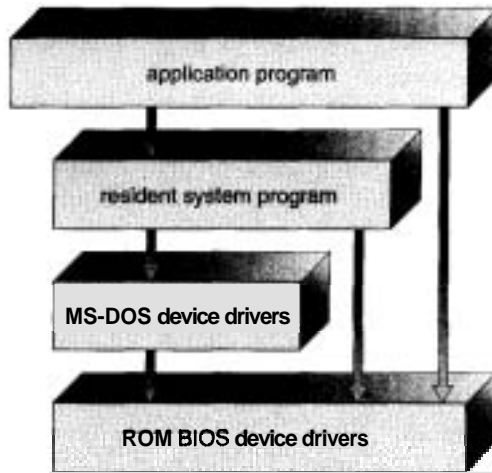 application program
resident system program
MS-DOS device drivers
ROM BIOS device drivers